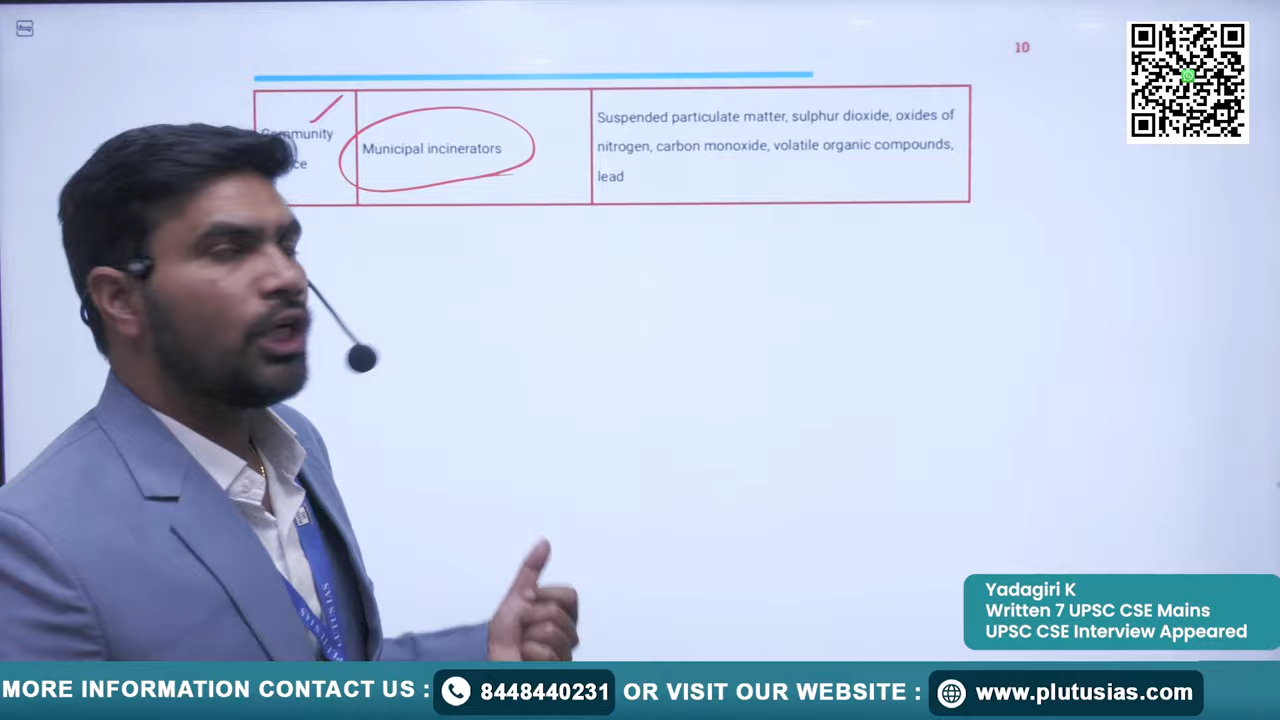 10
Community
Municipal incinerators
Suspended particulate matter, sulphur dioxide, oxides of
nitrogen, carbon monoxide, volatile organic compounds,
lead
PLUTUS IAS
Yadagiri K
Written 7 UPSC CSE Mains
UPSC CSE Interview Appeared
MORE INFORMATION CONTACT US :
8448440231
OR VISIT OUR WEBSITE :
www.plutusias.com